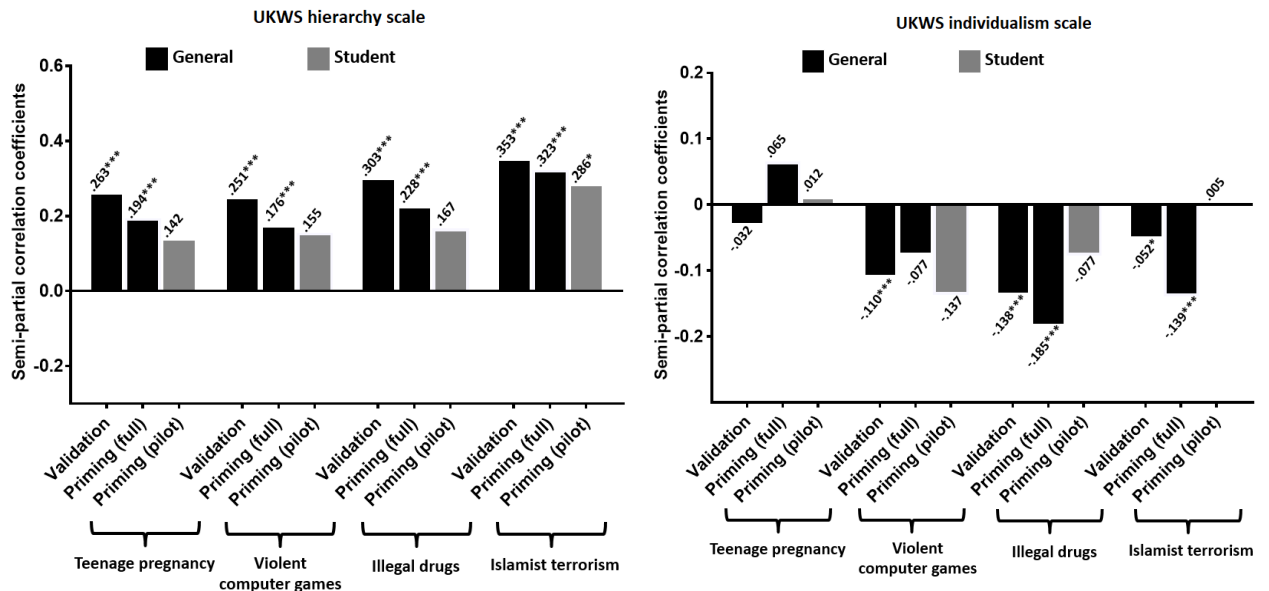 UKWS hierarchy scale
General
Student
Semi-partial correlation coefficients
0.6
0.4
0.2
0.0
-0.2
.263***
.194***
.142
.251***
.176***
.155
.303***
.228***
.167
.353***
.323***
.286*
Validation
Priming (full)
Priming (pilot)
Validation
Priming (full)
Priming (pilot)
Validation
Priming (full)
Priming (pilot)
Validation
Priming (full)
Priming (pilot)
Teenage pregnancy
Violent
computer games
Illegal drugs
Islamist terrorism
UKWS individualism scale
General
Student
Semi-partial correlation coefficients
0.2
0.1
0
-0.1
-0.2
-.032
.065
.012
-.110***
-.077
-.137
-.138***
-.185***
-.077
-.052*
-.139***
.005
Validation
Priming (full)
Priming (pilot)
Validation
Priming (full)
Priming (pilot)
Validation
Priming (full)
Priming (pilot)
Validation
Priming (full)
Priming (pilot)
Teenage pregnancy
Violent
computer games
Illegal drugs
Islamist terrorism